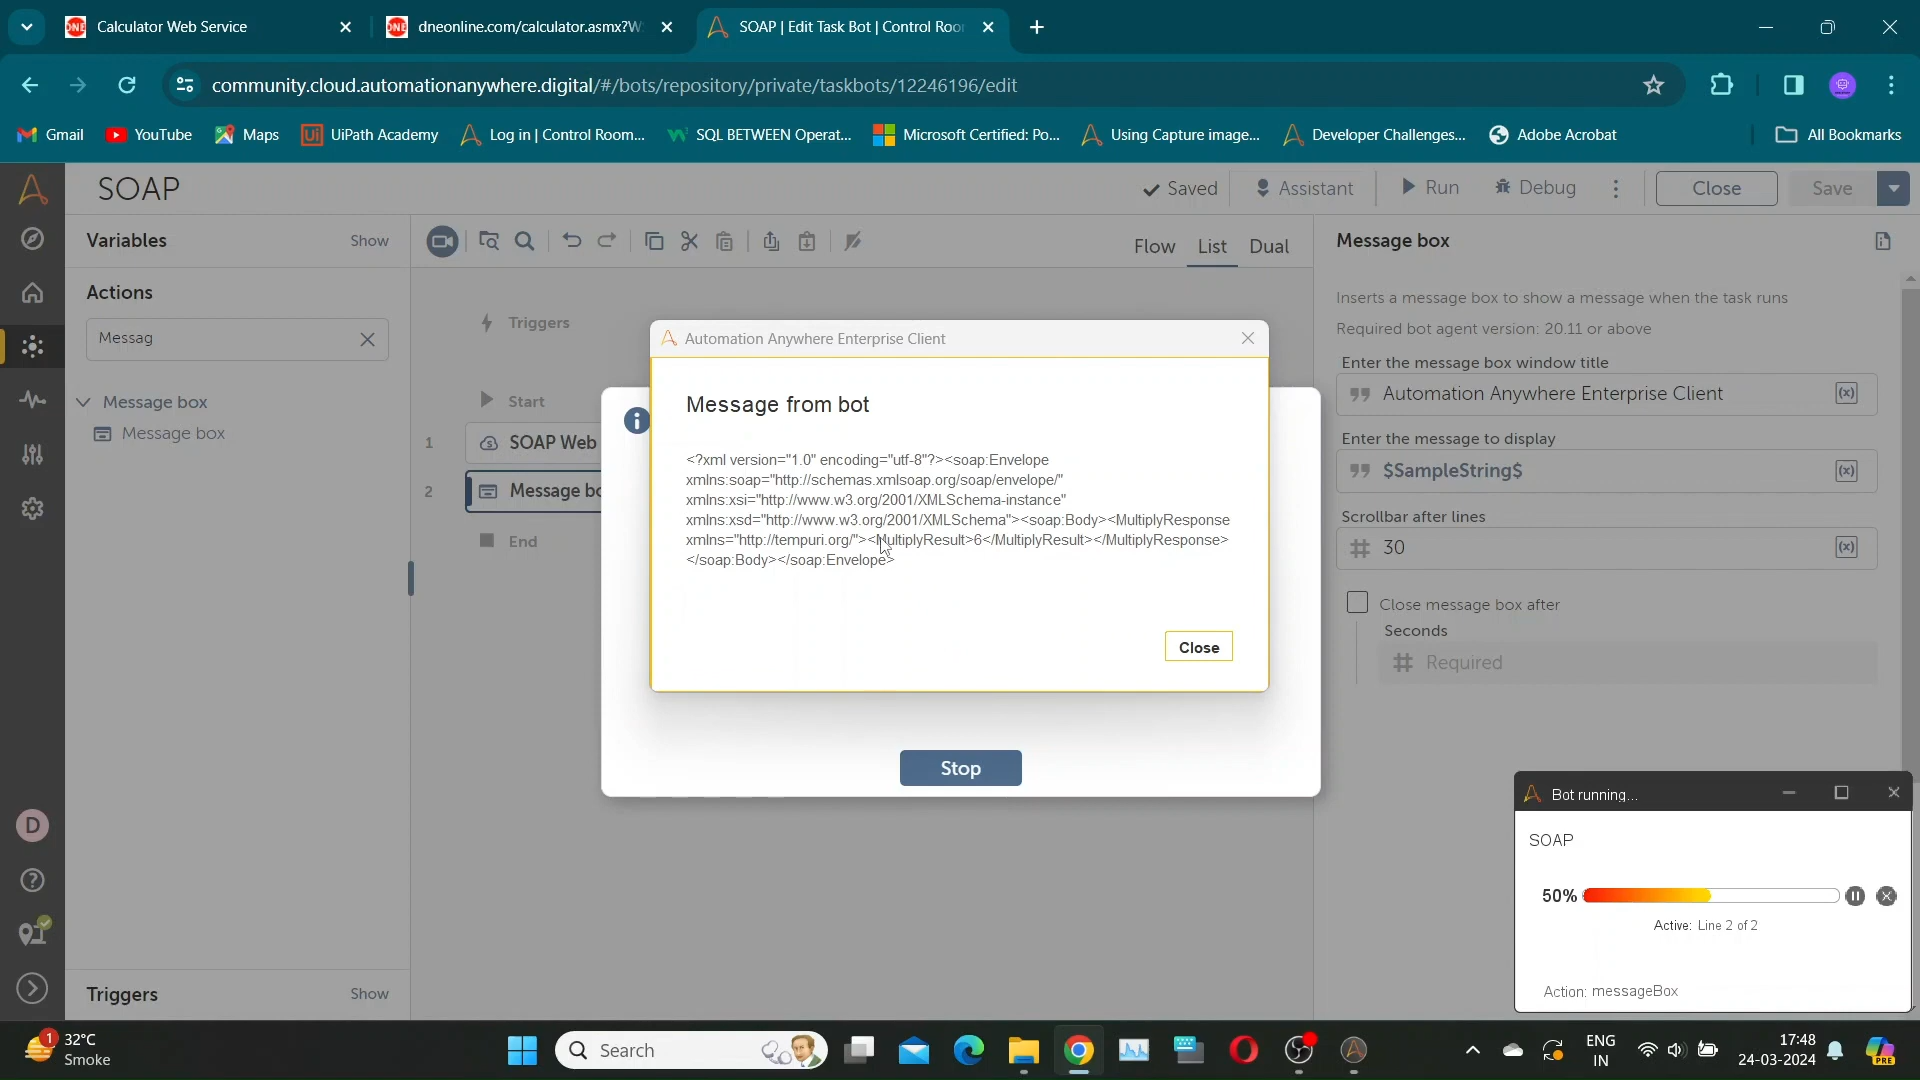 Calculator Web Service
dneonline.com/calculator.asmx?W
SOAP | Edit Task Bot | Control Roo
community.cloud.automationanywhere.digital/#/bots/repository/private/taskbots/12246196/edit
Gmail
YouTube
Maps
UiPath Academy
Log in | Control Room...
SQL BETWEEN Operat...
Microsoft Certified: Po...
Using Capture image...
Developer Challenges...
Adobe Acrobat
All Bookmarks
SOAP
Saved
Assistant
Run
Debug
Close
Save
Variables
Show
Flow
List
Dual
Message box
Actions
Messag
Message box
Message box
Triggers
Start
1
SOAP Web
2
Message bo
End
Inserts a message box to show a message when the task runs
Required bot agent version: 20.11 or above
Enter the message box window title
Automation Anywhere Enterprise Client
(x)
Enter the message to display
$SampleString$
(x)
Scrollbar after lines
30
(x)
Close message box after
Seconds
Required
Automation Anywhere Enterprise Client
Message from bot
<?xml version="1.0" encoding="utf-8"?><soap:Envelope
xmlns:soap="http://schemas.xmlsoap.org/soap/envelope/"
xmlns:xsi="http://www.w3.org/2001/XMLSchema-instance"
xmlns:xsd="http://www.w3.org/2001/XMLSchema"><soap:Body><MultiplyResponse
xmlns="http://tempuri.org/"><MultiplyResult>6</MultiplyResult></MultiplyResponse>
</soap:Body></soap:Envelope>
Close
Stop
Bot running...
SOAP
50%
Active: Line 2 of 2
Action: messageBox
D
Triggers
Show
1
32°C
Smoke
Search
ENG
IN
17:48
24-03-2024
PRE